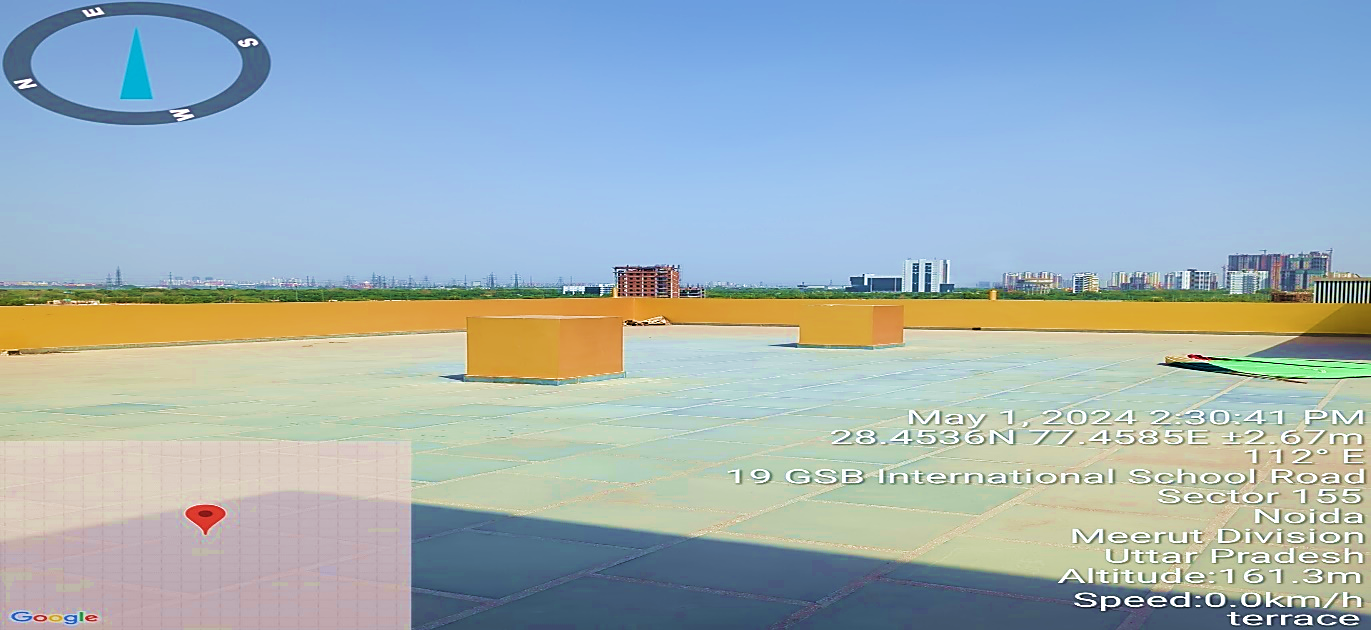 E
S
N
W
May 1, 2024 2:30:41 PM
28.4536N 77.4585E ±2.67m
112° E
19 GSB International School Road
Sector 155
Noida
Meerut Division
Uttar Pradesh
Altitude:161.3m
Speed:0.0km/h
terrace
Google